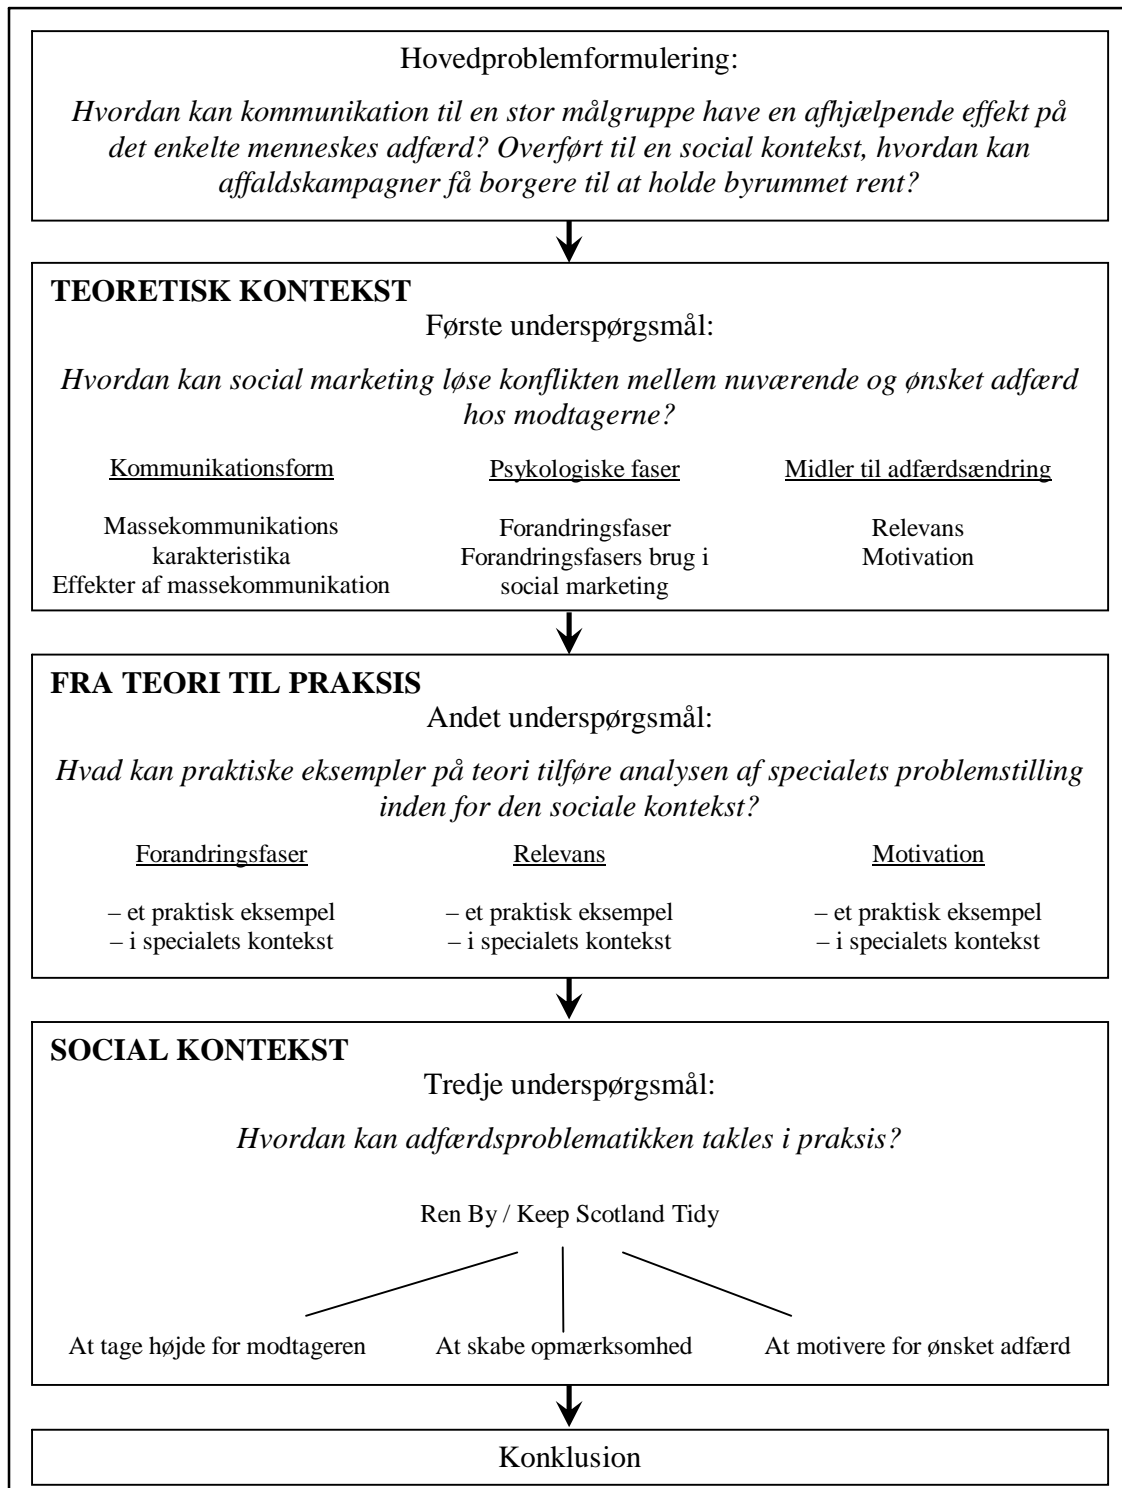 Hovedproblemformulering:
Hvordan kan kommunikation til en stor målgruppe have en afhjælpende effekt på
det enkelte menneskes adfærd? Overført til en social kontekst, hvordan kan
affaldskampagner få borgere til at holde byrummet rent?
TEORETISK KONTEKST
Første underspørgsmål:
Hvordan kan social marketing løse konflikten mellem nuværende og ønsket adfærd
hos modtagerne?
Kommunikationsform
Massekommunikations
karakteristika
Effekter af massekommunikation
Psykologiske faser
Forandringsfaser
Forandringsfasers brug i
social marketing
Midler til adfærdsændring
Relevans
Motivation
FRA TEORI TIL PRAKSIS
Andet underspørgsmål:
Hvad kan praktiske eksempler på teori tilføre analysen af specialets problemstilling
inden for den sociale kontekst?
Forandringsfaser
– et praktisk eksempel
– i specialets kontekst
Relevans
– et praktisk eksempel
– i specialets kontekst
Motivation
– et praktisk eksempel
– i specialets kontekst
SOCIAL KONTEKST
Tredje underspørgsmål:
Hvordan kan adfærdsproblematikken takles i praksis?
Ren By / Keep Scotland Tidy
At tage højde for modtageren
At skabe opmærksomhed
At motivere for ønsket adfærd
Konklusion